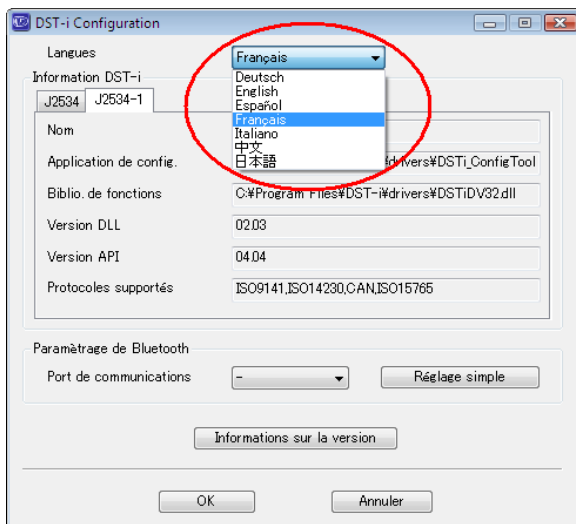 DST-i Configuration
Langues
Français
Deutsch
English
Español
Français
Italiano
中文
日本語
Information DST-i
J2534
J2534-1
Nom
Application de config.
¥drivers¥DSTi_ConfigTool
Biblio. de fonctions
C:¥Program Files¥DST-i¥drivers¥DSTiDV32.dll
Version DLL
02.03
Version API
04.04
Protocoles supportés
ISO9141,ISO14230,CAN,ISO15765
Paramètrage de Bluetooth
Port de communications
-
Réglage simple
Informations sur la version
OK
Annuler